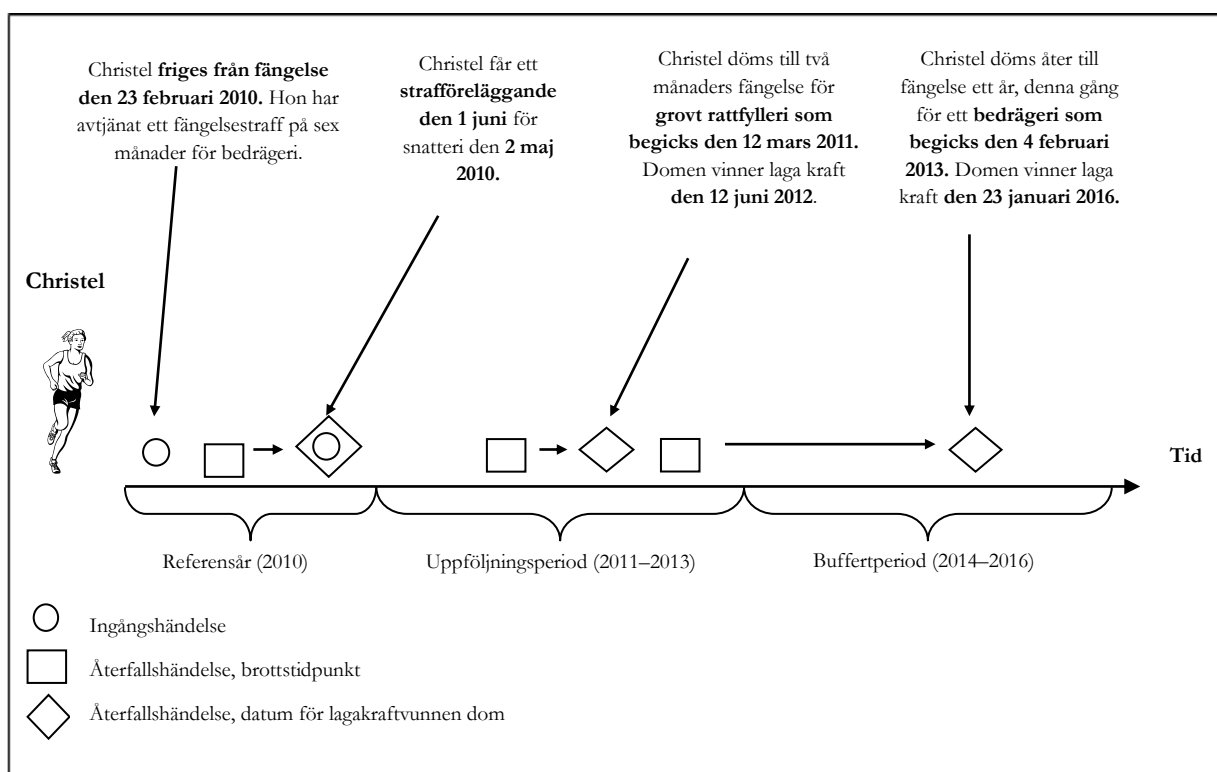 Christel friges från fängelse
den 23 februari 2010. Hon har
avtjänat ett fängelsestraff på sex
månader för bedrägeri.
Christel får ett
strafföreläggande
den 1 juni för
snatteri den 2 maj
2010.
Christel döms till två
månaders fängelse för
grovt rattfylleri som
begicks den 12 mars 2011.
Domen vinner laga kraft
den 12 juni 2012.
Christel döms åter till
fängelse ett år, denna gång
för ett bedrägeri som
begicks den 4 februari
2013. Domen vinner laga
kraft den 23 januari 2016.
Christel
Tid
Referensår (2010)
Uppföljningsperiod (2011–2013)
Buffertperiod (2014–2016)
Ingångshändelse
Återfallshändelse, brottstidpunkt
Återfallshändelse, datum för lagakraftvunnen dom